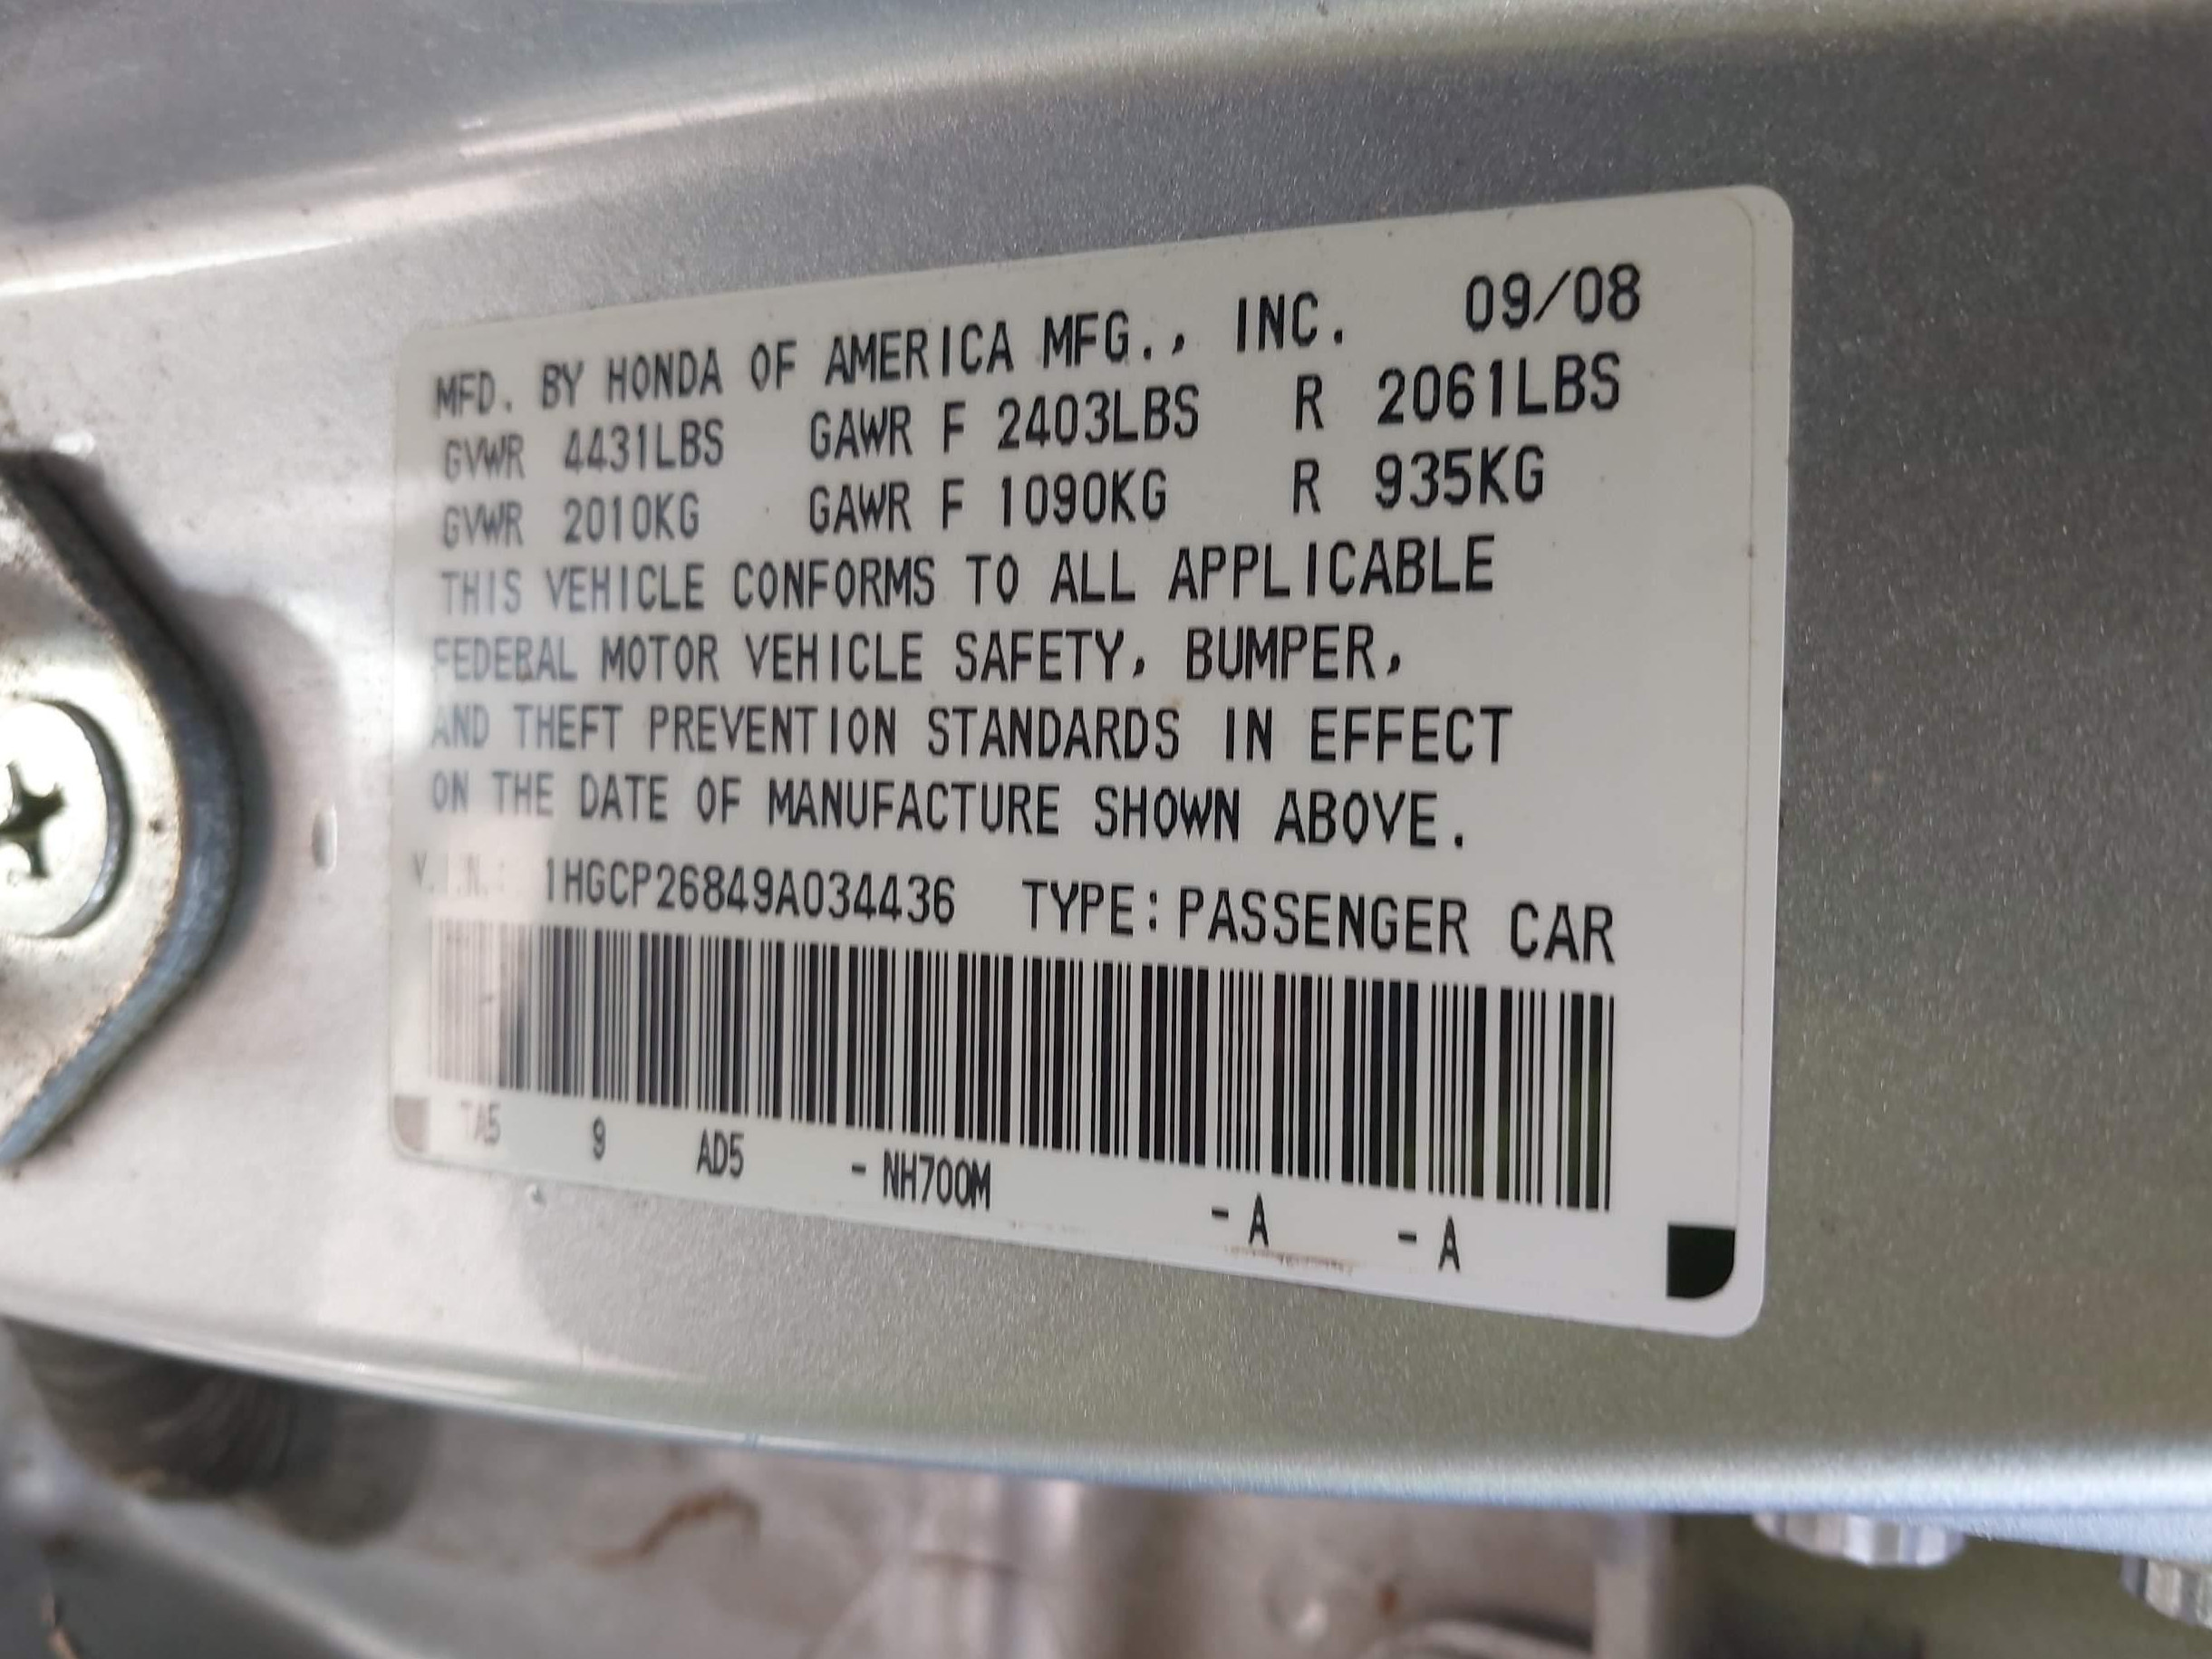 MFD. BY HONDA OF AMERICA MFG., INC. 09/08
GVWR 4431LBS GAWR F 2403LBS R 2061LBS
GVWR 2010KG GAWR F 1090KG R 935KG
THIS VEHICLE CONFORMS TO ALL APPLICABLE
FEDERAL MOTOR VEHICLE SAFETY, BUMPER,
AND THEFT PREVENTION STANDARDS IN EFFECT
ON THE DATE OF MANUFACTURE SHOWN ABOVE.
V.I.N.: 1HGCP26849A034436 TYPE: PASSENGER CAR
TA5 9 AD5 - NH700M - A - A